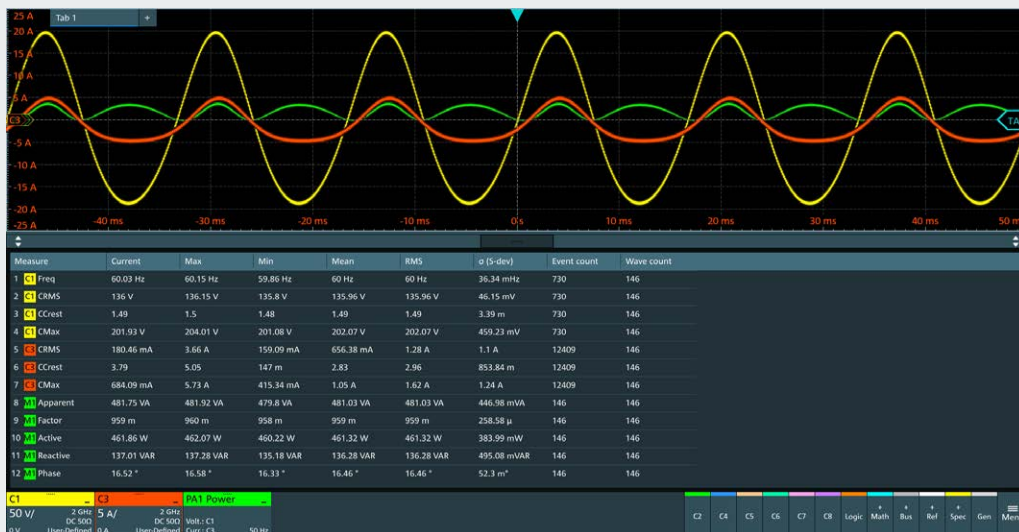 25 A
Tab 1
+
20 A
15 A
10 A
5 A
C3
TA
-5 A
-10 A
-15 A
-20 A
-25 A
-40 ms
-30 ms
-20 ms
-10 ms
0 s
10 ms
20 ms
30 ms
40 ms
50 m
Measure Current Max Min Mean RMS σ (S-dev) Event count Wave count
1 C1 Freq 60.03 Hz 60.15 Hz 59.86 Hz 60 Hz 60 Hz 36.34 mHz 730 146
2 C1 CRMS 136 V 136.15 V 135.8 V 135.96 V 135.96 V 46.15 mV 730 146
3 C1 CCrest 1.49 1.5 1.48 1.49 1.49 3.39 m 730 146
4 C1 CMax 201.93 V 204.01 V 201.08 V 202.07 V 202.07 V 459.23 mV 730 146
5 C3 CRMS 180.46 mA 3.66 A 159.09 mA 656.38 mA 1.28 A 1.1 A 12409 146
6 C3 CCrest 3.79 5.05 147 m 2.83 2.96 853.84 m 12409 146
7 C3 CMax 684.09 mA 5.73 A 415.34 mA 1.05 A 1.62 A 1.24 A 12409 146
8 M1 Apparent 481.75 VA 481.92 VA 479.8 VA 481.03 VA 481.03 VA 446.98 mVA 146 146
9 M1 Factor 959 m 960 m 958 m 959 m 959 m 258.58 µ 146 146
10 M1 Active 461.86 W 462.07 W 460.22 W 461.32 W 461.32 W 383.99 mW 146 146
11 M1 Reactive 137.01 VAR 137.28 VAR 135.18 VAR 136.28 VAR 136.28 VAR 495.08 mVAR 146 146
12 M1 Phase 16.52 ° 16.58 ° 16.33 ° 16.46 ° 16.46 ° 52.3 m° 146 146
C1 C3 PA1 Power
50 V/ 2 GHz 5 A/ 2 GHz
DC 50Ω DC 50Ω Volt.: C1
0 V User-Defined 0 A User-Defined Curr.: C3 50 Hz
C2 C4 C5 C6 C7 C8 Logic Math Bus Ref Spec Gen Menu